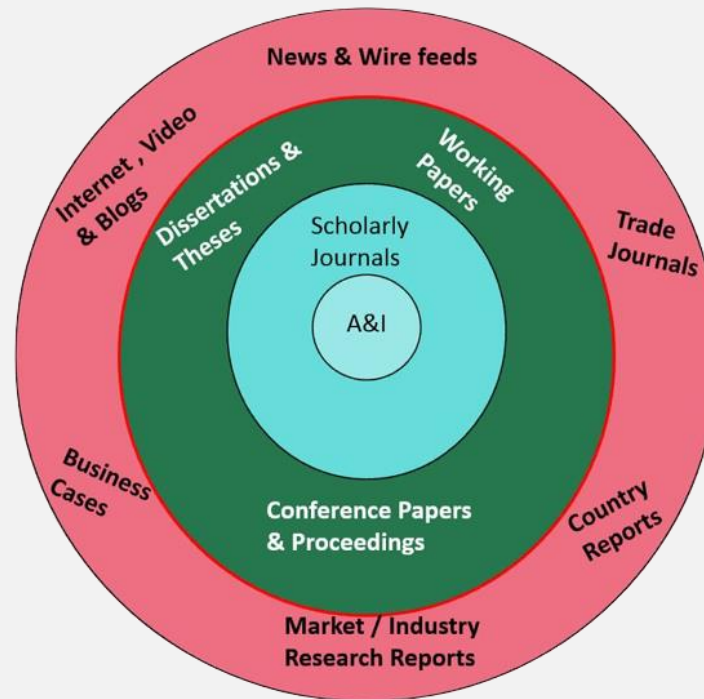 News & Wire feeds
Internet , Video
& Blogs
Dissertations &
Theses
Working
Papers
Trade
Journals
Scholarly
Journals
A&I
Business
Cases
Conference Papers
& Proceedings
Country
Reports
Market / Industry
Research Reports